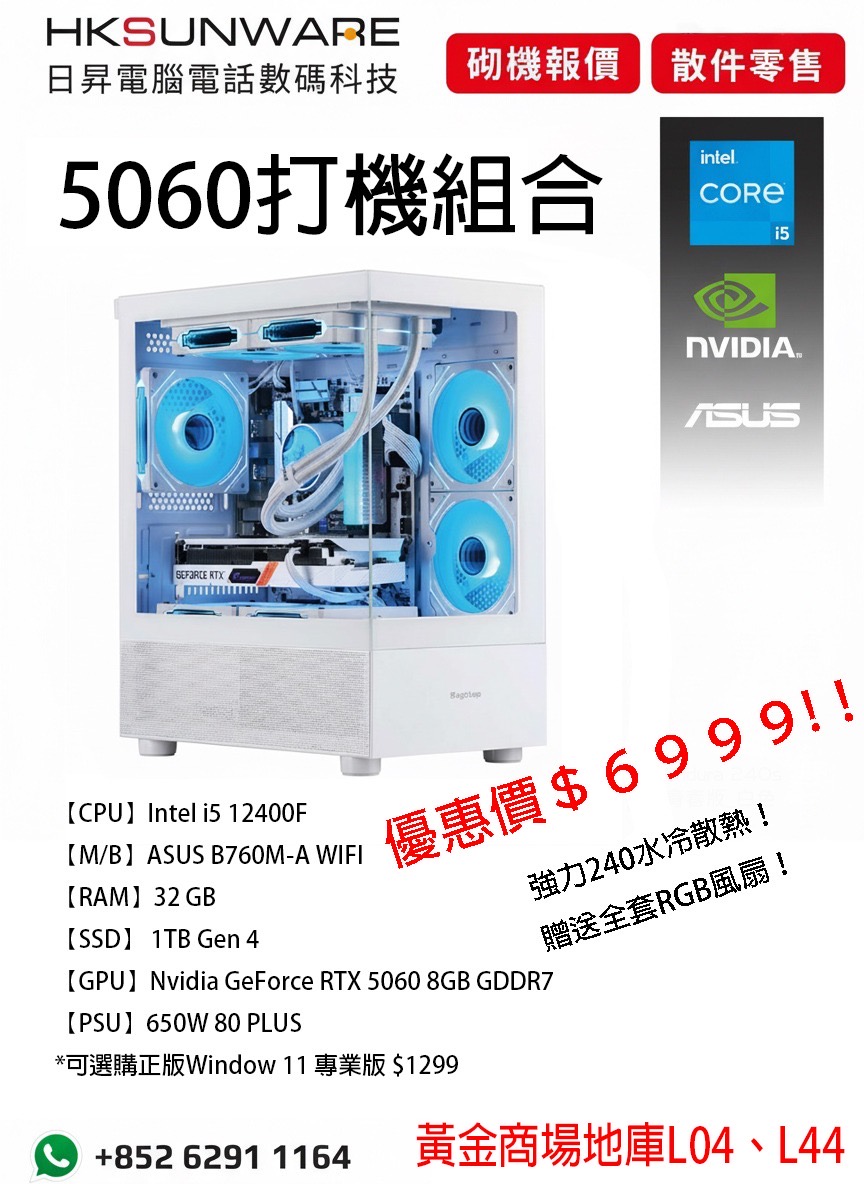 HKSUNWARE
日昇電腦電話數碼科技
砌機報價
散件零售
5060打機組合
intel.
CORE
i5
NVIDIA
ASUS
GEFORCE RTX
優惠價$6999!!
強力240水冷散熱！
贈送全套RGB風扇！
【CPU】Intel i5 12400F
【M/B】ASUS B760M-A WIFI
【RAM】32 GB
【SSD】 1TB Gen 4
【GPU】Nvidia GeForce RTX 5060 8GB GDDR7
【PSU】650W 80 PLUS
*可選購正版Window 11 專業版 $1299
+852 6291 1164
黃金商場地庫L04、L44